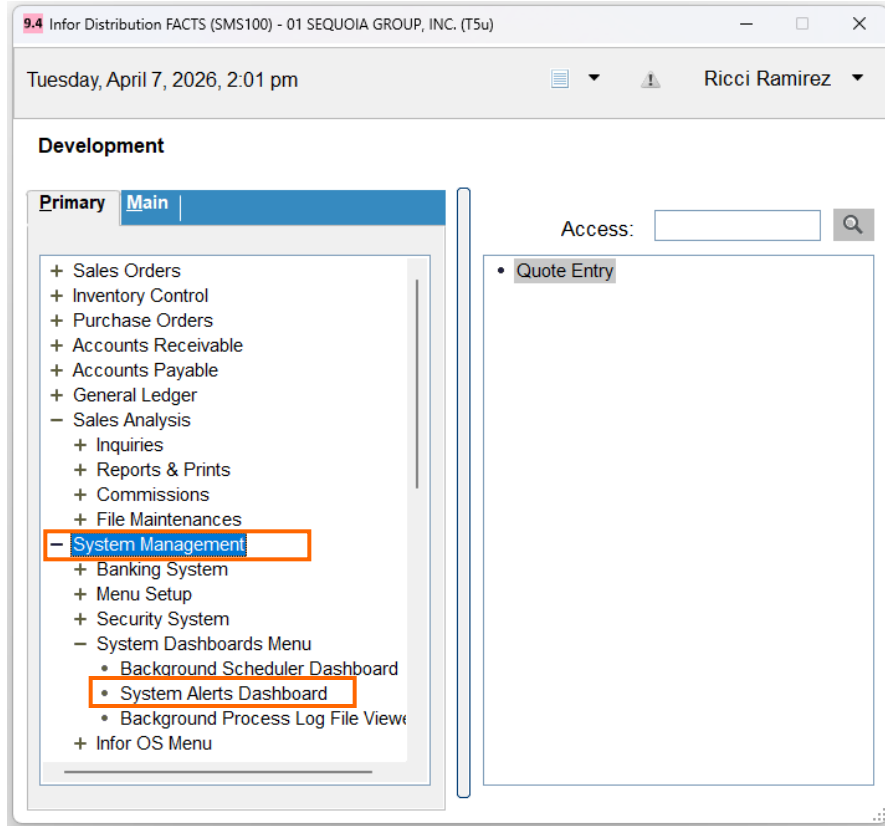 9.4 Infor Distribution FACTS (SMS100) - 01 SEQUOIA GROUP, INC. (T5u)
Tuesday, April 7, 2026, 2:01 pm
Ricci Ramirez
Development
Primary Main
Access:
+ Sales Orders
+ Inventory Control
+ Purchase Orders
+ Accounts Receivable
+ Accounts Payable
+ General Ledger
− Sales Analysis
+ Inquiries
+ Reports & Prints
+ Commissions
+ File Maintenances
− System Management
+ Banking System
+ Menu Setup
+ Security System
− System Dashboards Menu
• Background Scheduler Dashboard
• System Alerts Dashboard
• Background Process Log File Viewe
+ Infor OS Menu
• Quote Entry